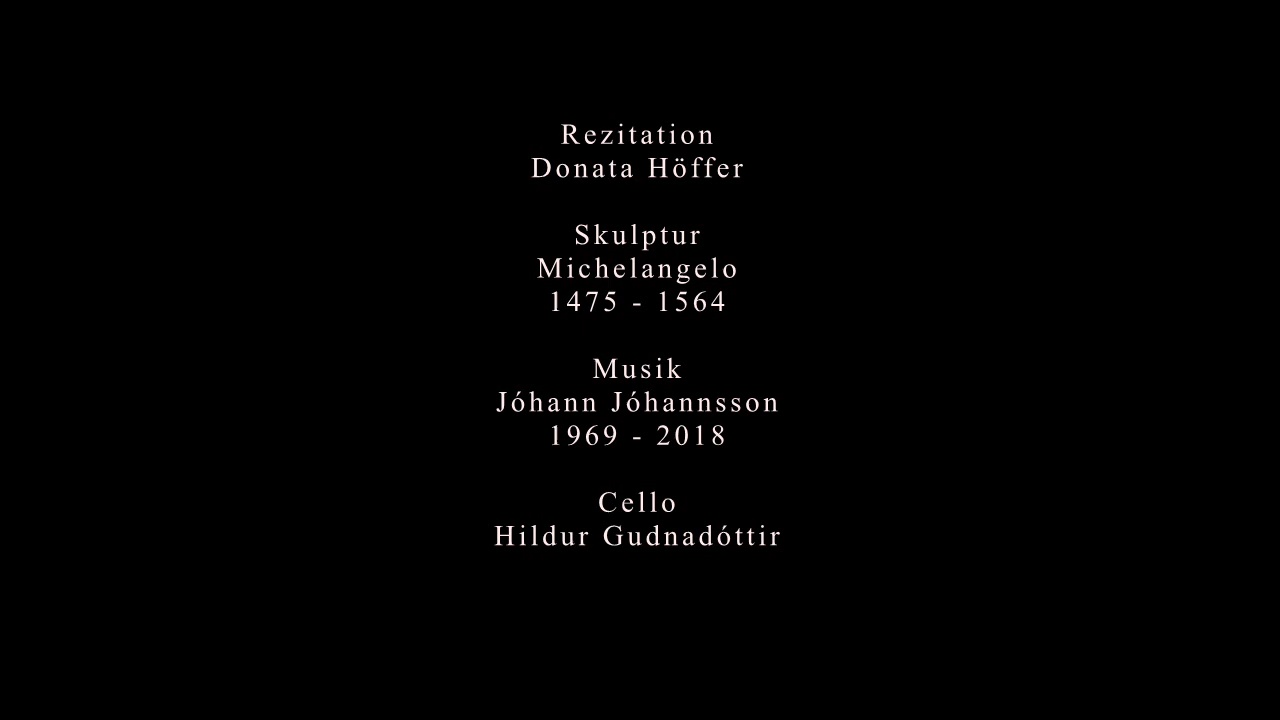 Rezitation
Donata Höffer
Skulptur
Michelangelo
1475 - 1564
Musik
Jóhann Jóhannsson
1969 - 2018
Cello
Hildur Gudnadóttir